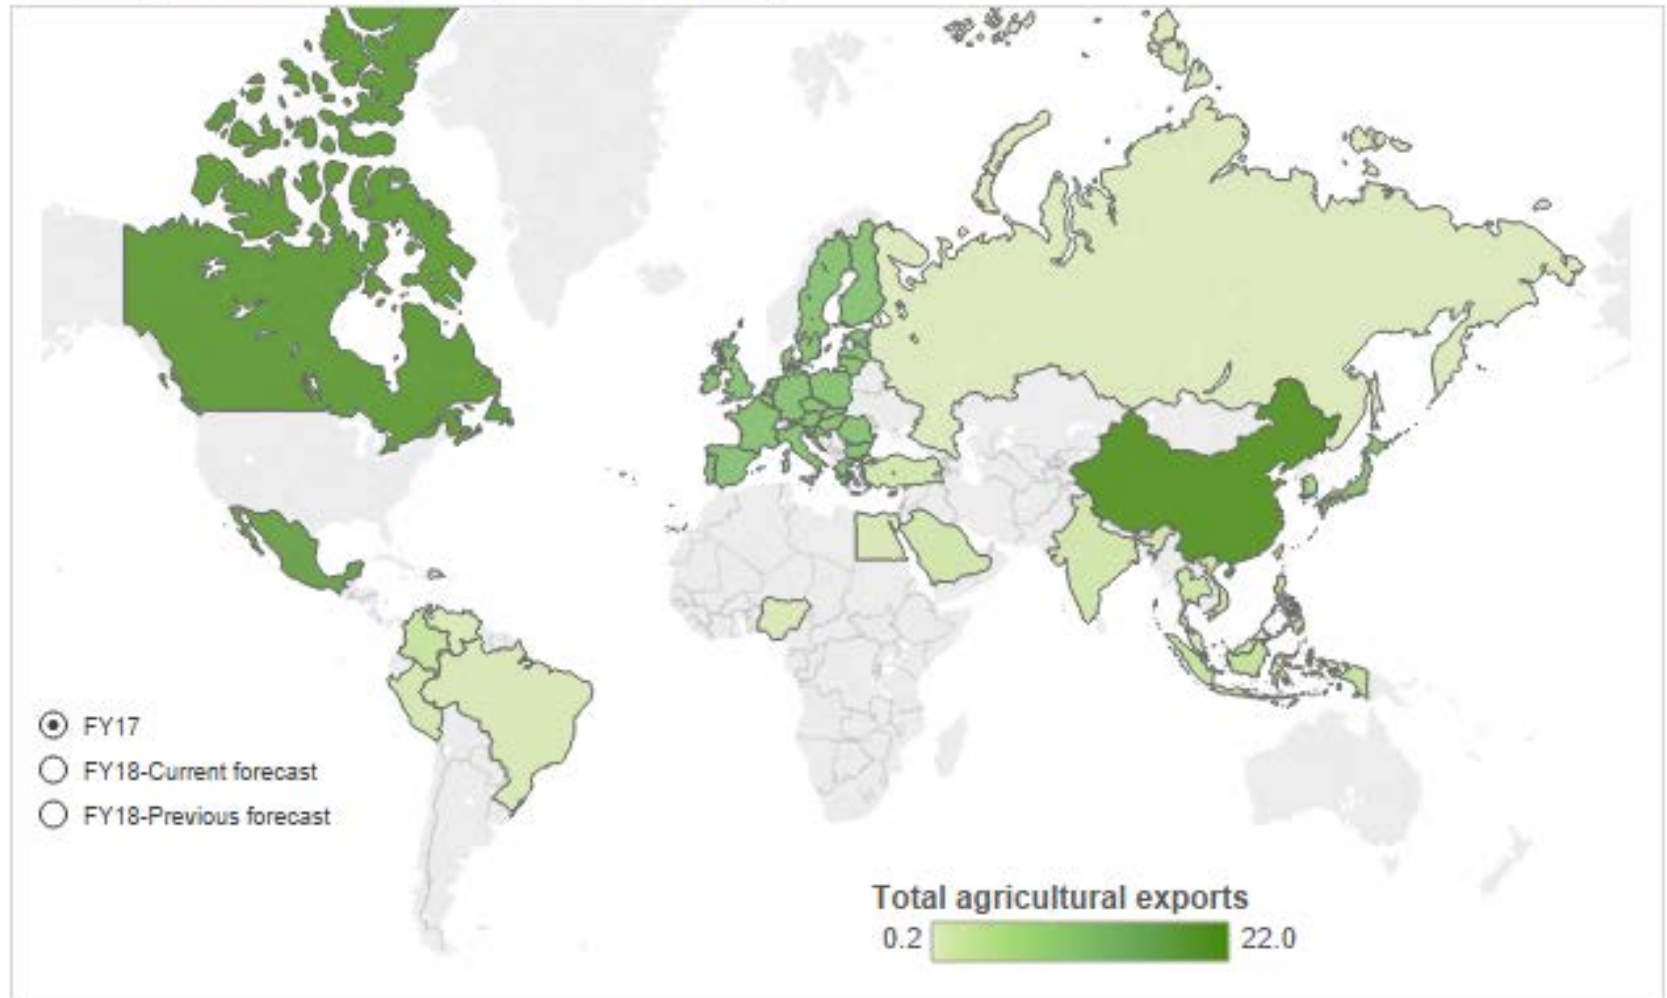 FY17
FY18-Current forecast
FY18-Previous forecast
Total agricultural exports
0.2 22.0